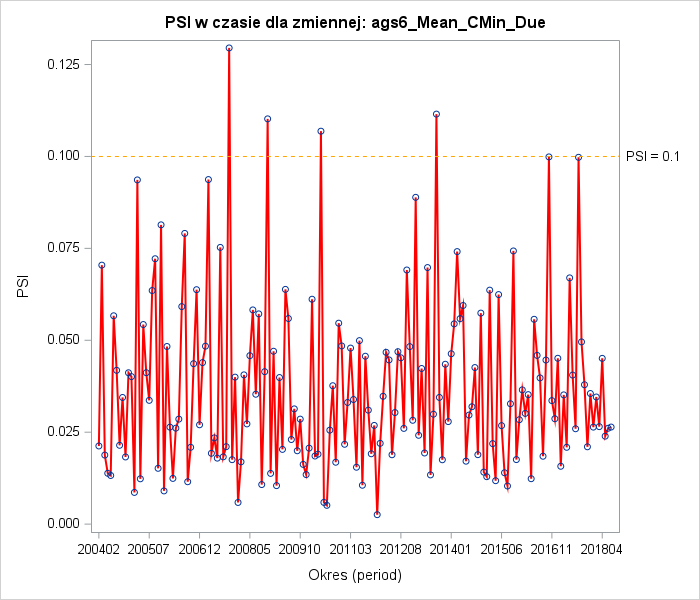 PSI w czasie dla zmiennej: ags6_Mean_CMin_Due
0.125
0.100
PSI = 0.1
0.075
PSI
0.050
0.025
0.000
200402 200507 200612 200805 200910 201103 201208 201401 201506 201611 201804
Okres (period)